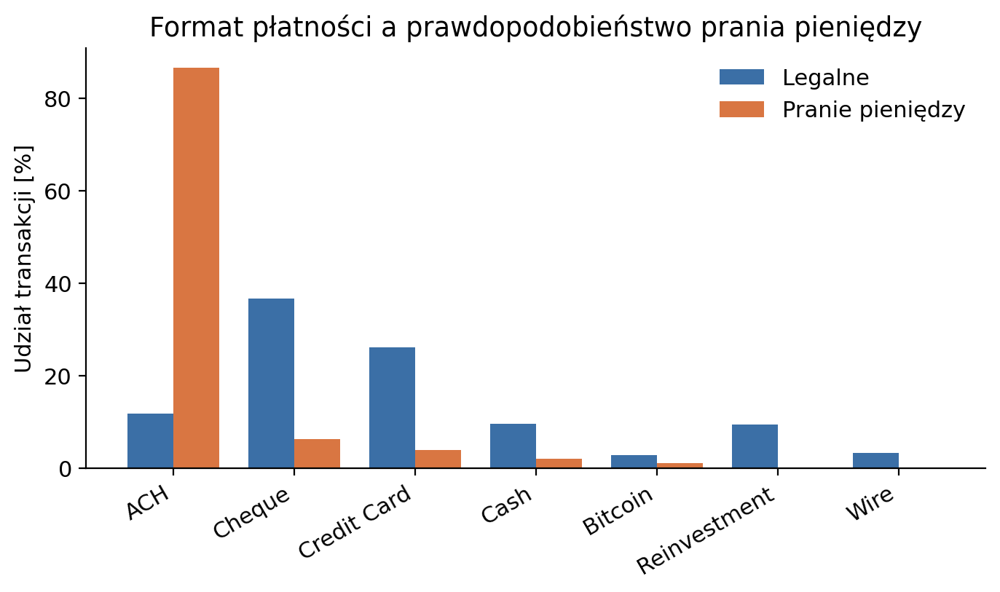 Format płatności a prawdopodobieństwo prania pieniędzy
Legalne
Pranie pieniędzy
Udział transakcji [%]
80
60
40
20
0
ACH
Cheque
Credit Card
Cash
Bitcoin
Reinvestment
Wire